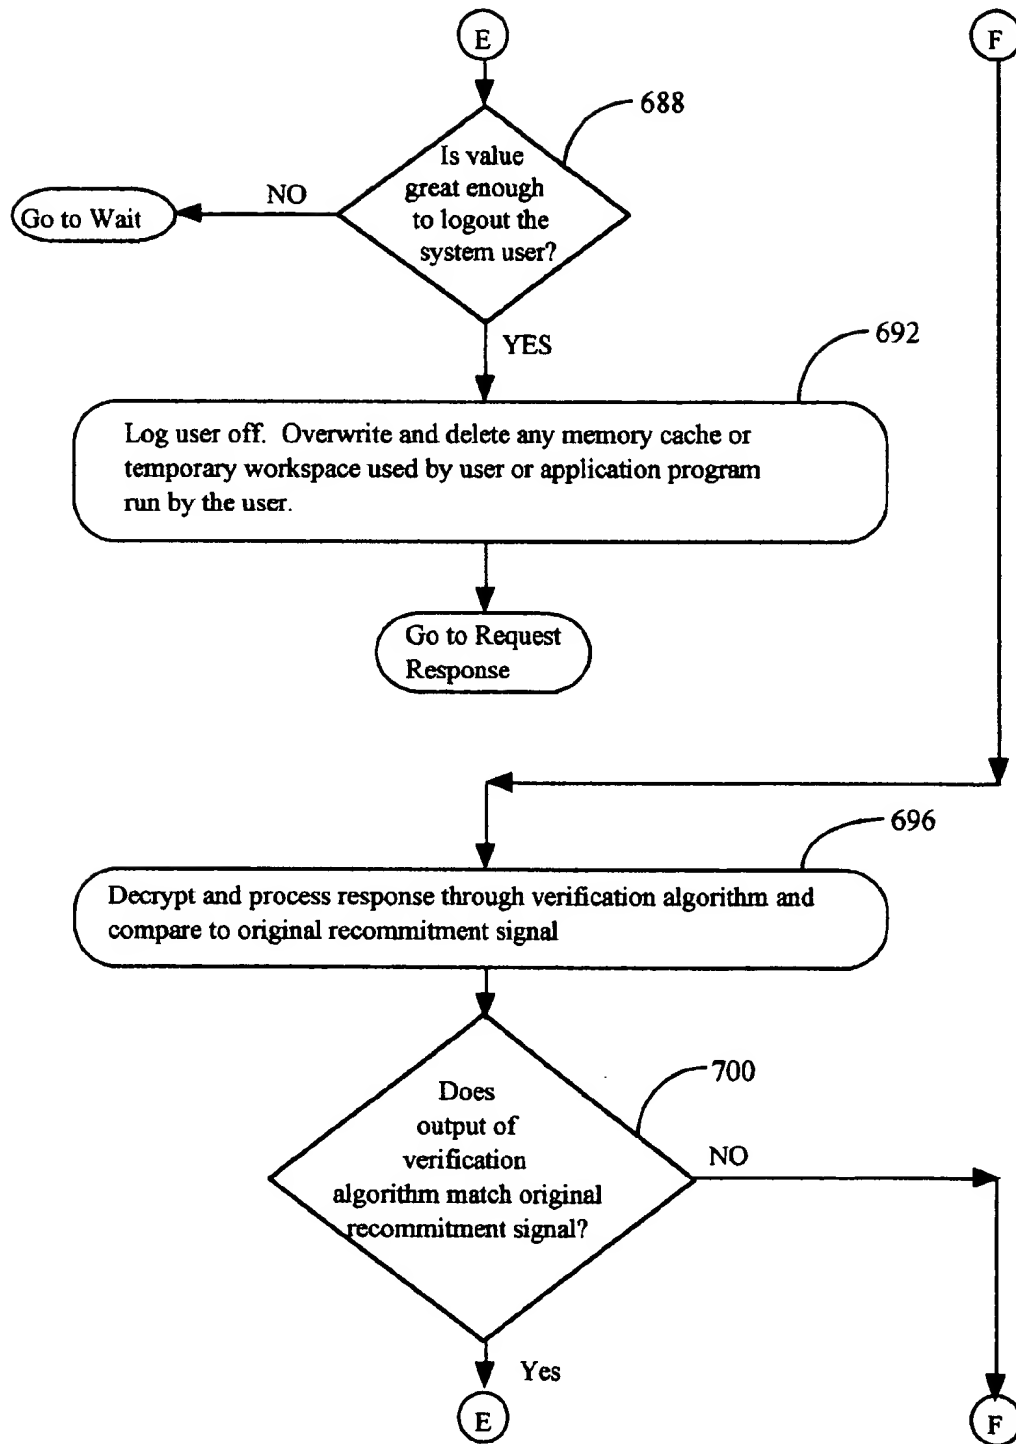 E
F
688
Is value
great enough
to logout the
system user?
NO
Go to Wait
YES
692
Log user off. Overwrite and delete any memory cache or
temporary workspace used by user or application program
run by the user.
Go to Request
Response
696
Decrypt and process response through verification algorithm and
compare to original recommitment signal
700
Does
output of
verification
algorithm match original
recommitment signal?
NO
Yes
E
F